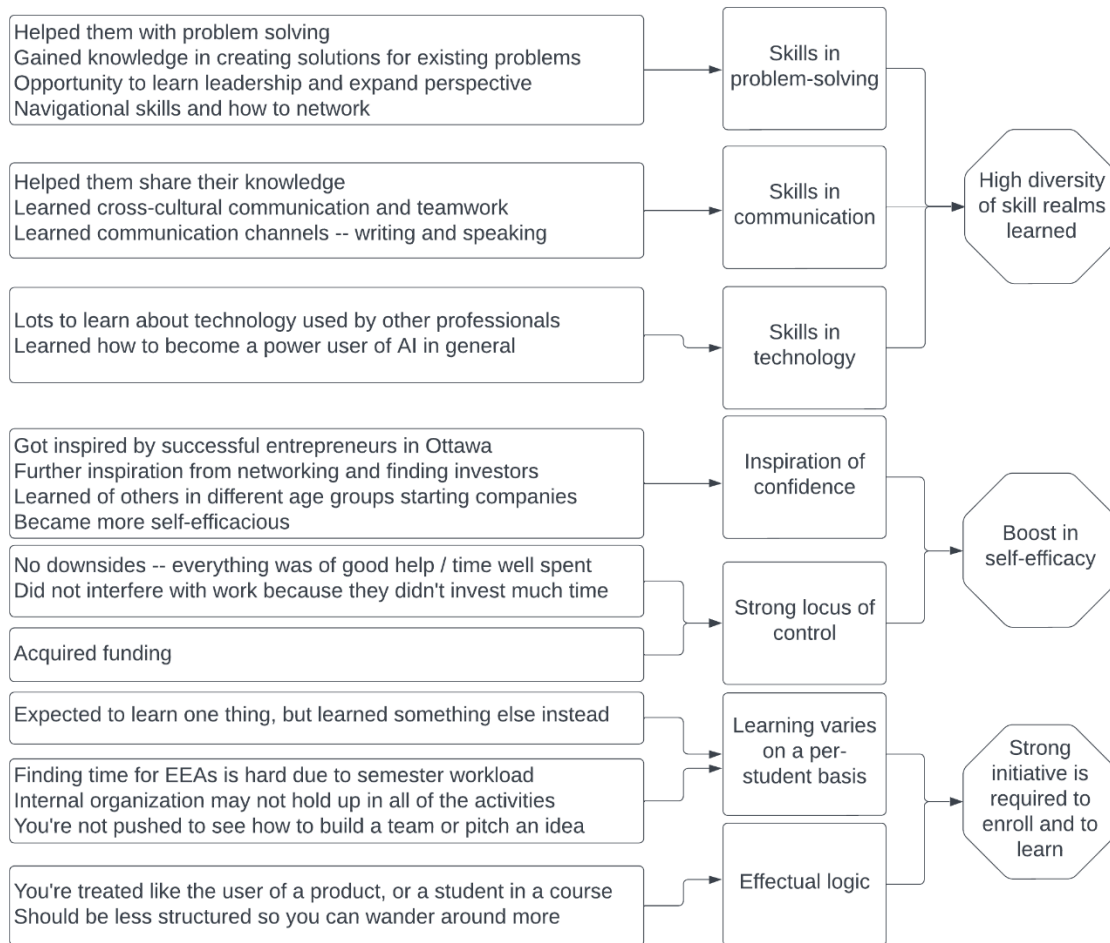 Helped them with problem solving
Gained knowledge in creating solutions for existing problems
Opportunity to learn leadership and expand perspective
Navigational skills and how to network
Skills in
problem-solving
Helped them share their knowledge
Learned cross-cultural communication and teamwork
Learned communication channels -- writing and speaking
Skills in
communication
High diversity
of skill realms
learned
Lots to learn about technology used by other professionals
Learned how to become a power user of AI in general
Skills in
technology
Got inspired by successful entrepreneurs in Ottawa
Further inspiration from networking and finding investors
Learned of others in different age groups starting companies
Became more self-efficacious
Inspiration of
confidence
No downsides -- everything was of good help / time well spent
Did not interfere with work because they didn't invest much time
Acquired funding
Strong locus of
control
Boost in
self-efficacy
Expected to learn one thing, but learned something else instead
Finding time for EEAs is hard due to semester workload
Internal organization may not hold up in all of the activities
You're not pushed to see how to build a team or pitch an idea
Learning varies
on a per-
student basis
You're treated like the user of a product, or a student in a course
Should be less structured so you can wander around more
Effectual logic
Strong
initiative is
required to
enroll and to
learn